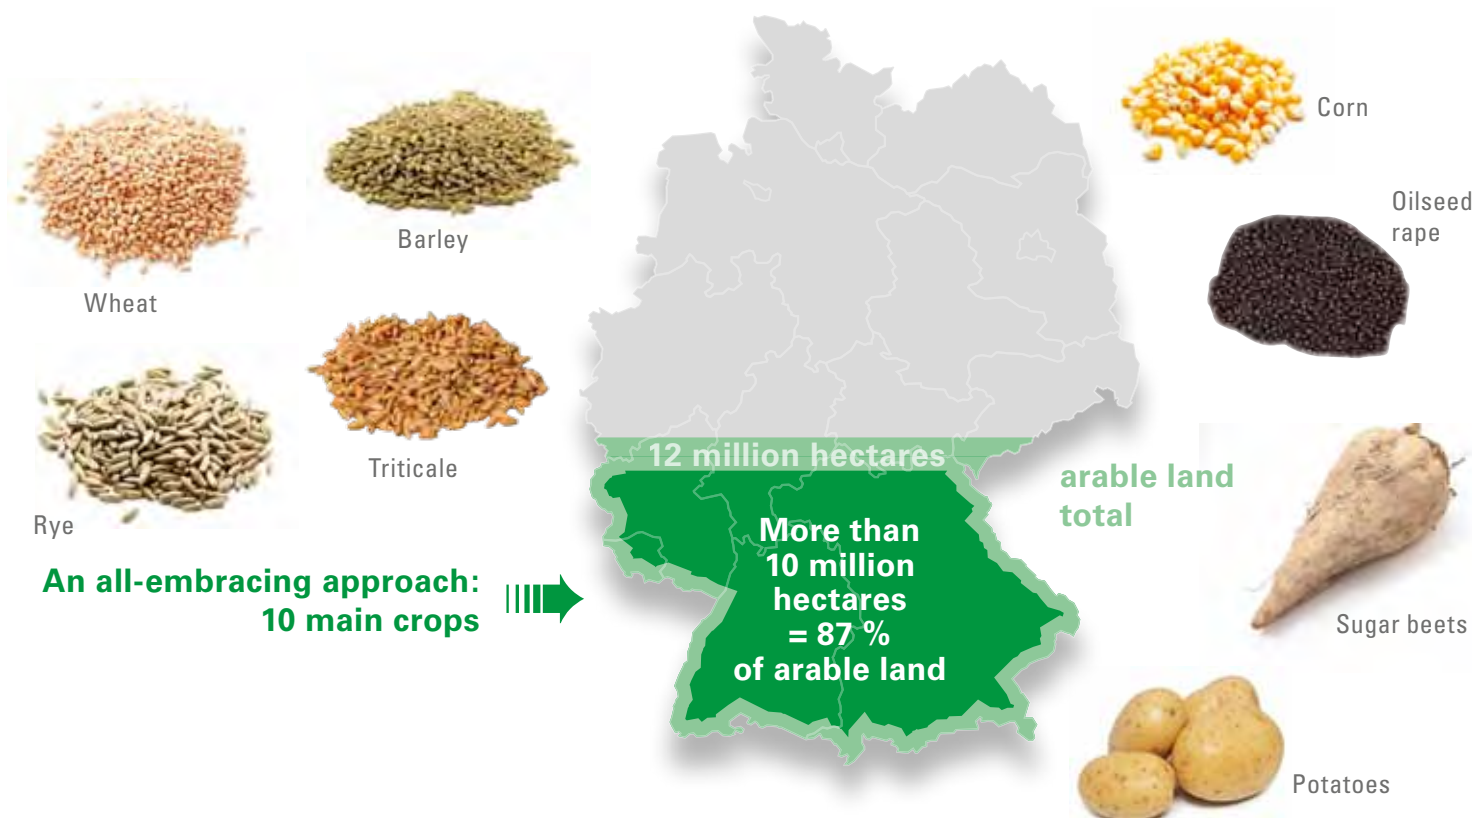 Wheat
Barley
Rye
Triticale
An all-embracing approach:
10 main crops
12 million hectares
More than
10 million
hectares
= 87 %
of arable land
arable land
total
Corn
Oilseed
rape
Sugar beets
Potatoes